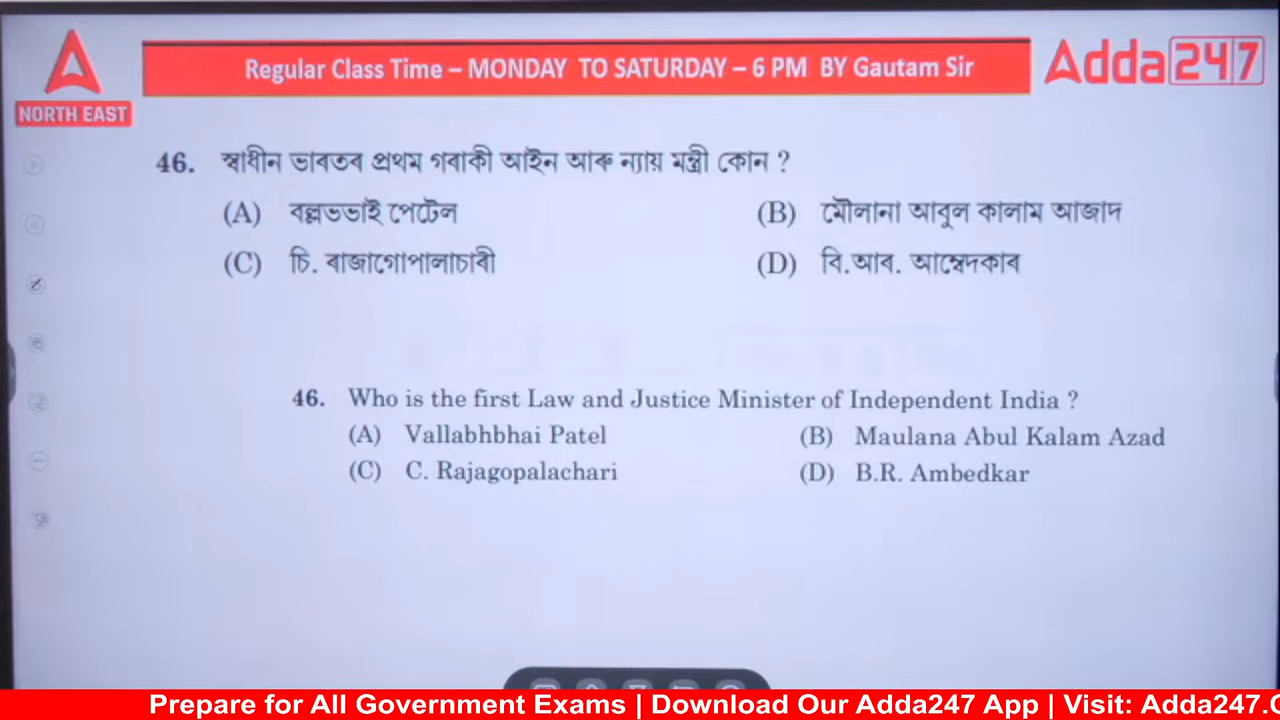 Regular Class Time – MONDAY TO SATURDAY – 6 PM BY Gautam Sir
Adda247
NORTH EAST
46. স্বাধীন ভাৰতৰ প্ৰথম গৰাকী আইন আৰু ন্যায় মন্ত্ৰী কোন ?
(A) বল্লভভাই পেটেল (B) মৌলানা আবুল কালাম আজাদ
(C) চি. ৰাজাগোপালাচাৰী (D) বি.আৰ. আম্বেদকাৰ
46. Who is the first Law and Justice Minister of Independent India ?
(A) Vallabhbhai Patel (B) Maulana Abul Kalam Azad
(C) C. Rajagopalachari (D) B.R. Ambedkar
Prepare for All Government Exams | Download Our Adda247 App | Visit: Adda247.